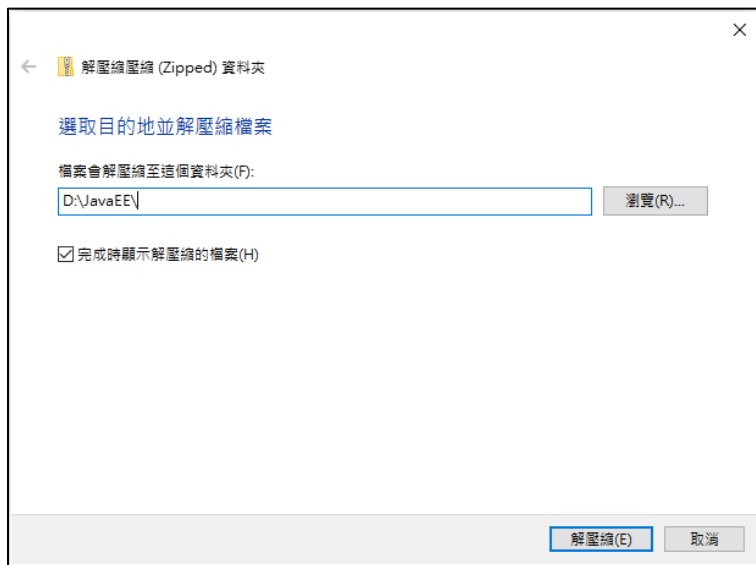 解壓縮壓縮 (Zipped) 資料夾
選取目的地並解壓縮檔案
檔案會解壓縮至這個資料夾(F):
D:\JavaEE\
瀏覽(R)...
完成時顯示解壓縮的檔案(H)
解壓縮(E)
取消